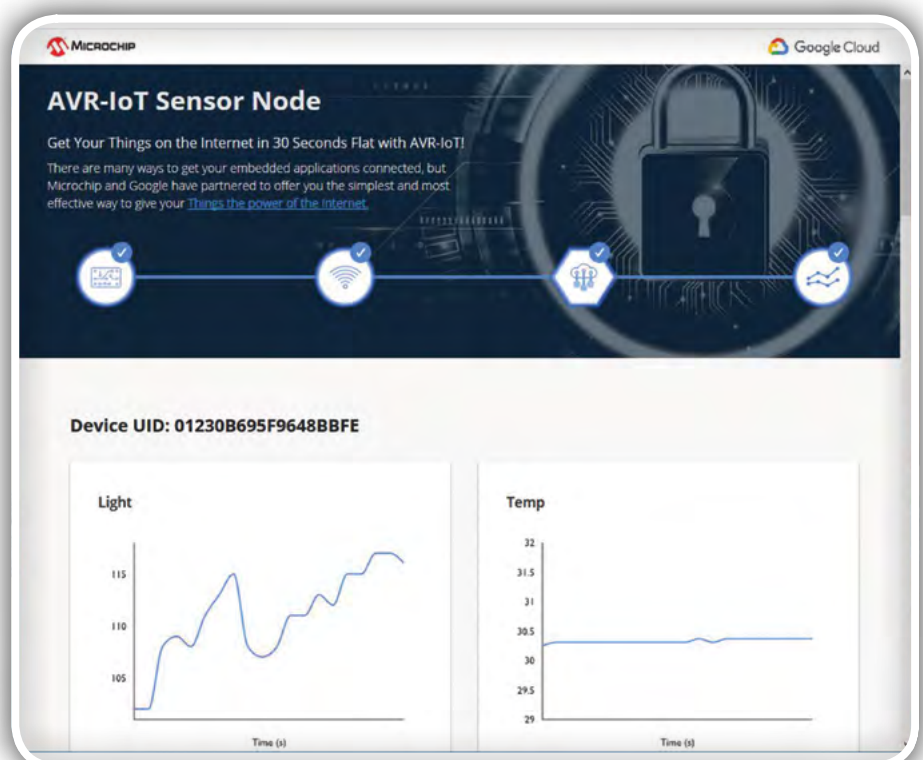 MICROCHIP
Google Cloud
AVR-IoT Sensor Node
Get Your Things on the Internet in 30 Seconds Flat with AVR-IoT!
There are many ways to get your embedded applications connected, but
Microchip and Google have partnered to offer you the simplest and most
effective way to give your Things the power of the Internet.
Device UID: 01230B695F9648BBFE
Light
115
110
105
Time (s)
Temp
32
31.5
31
30.5
30
29.5
29
Time (s)